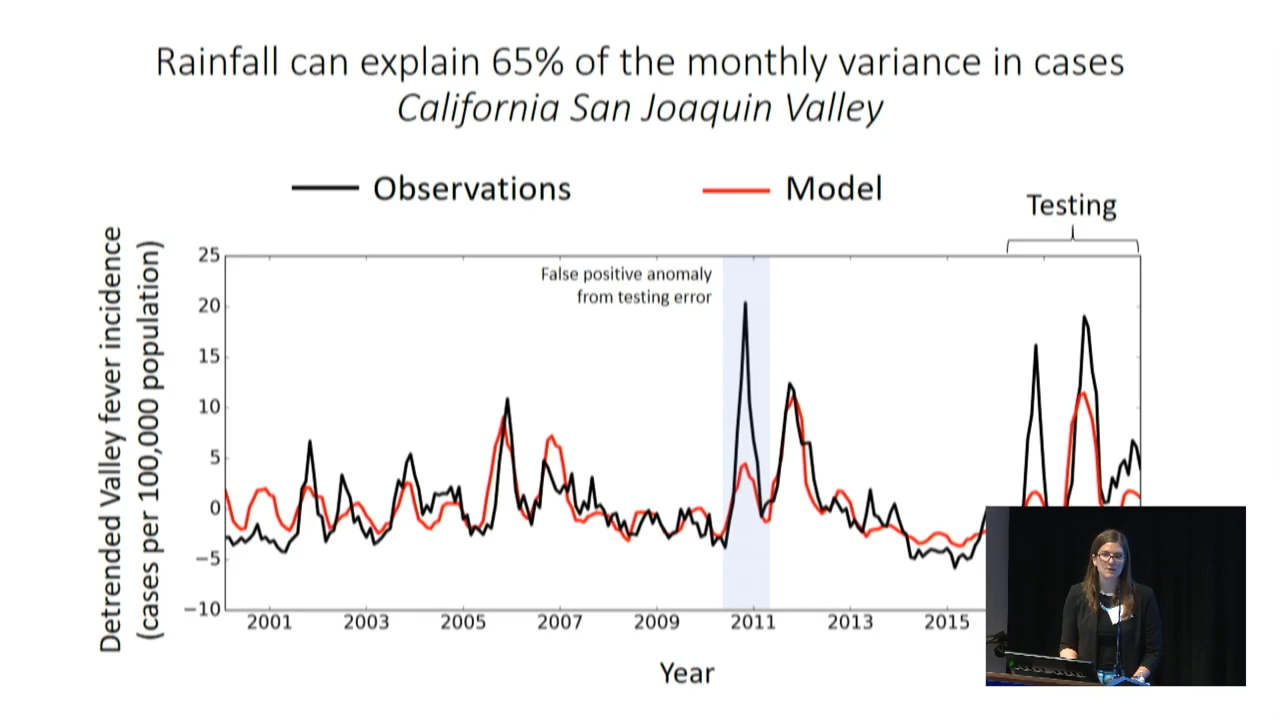 Rainfall can explain 65% of the monthly variance in cases
California San Joaquin Valley
Observations
Model
Testing
Detrended Valley fever incidence
(cases per 100,000 population)
False positive anomaly
from testing error
25
20
15
10
5
0
−5
−10
2001
2003
2005
2007
2009
2011
2013
2015
Year